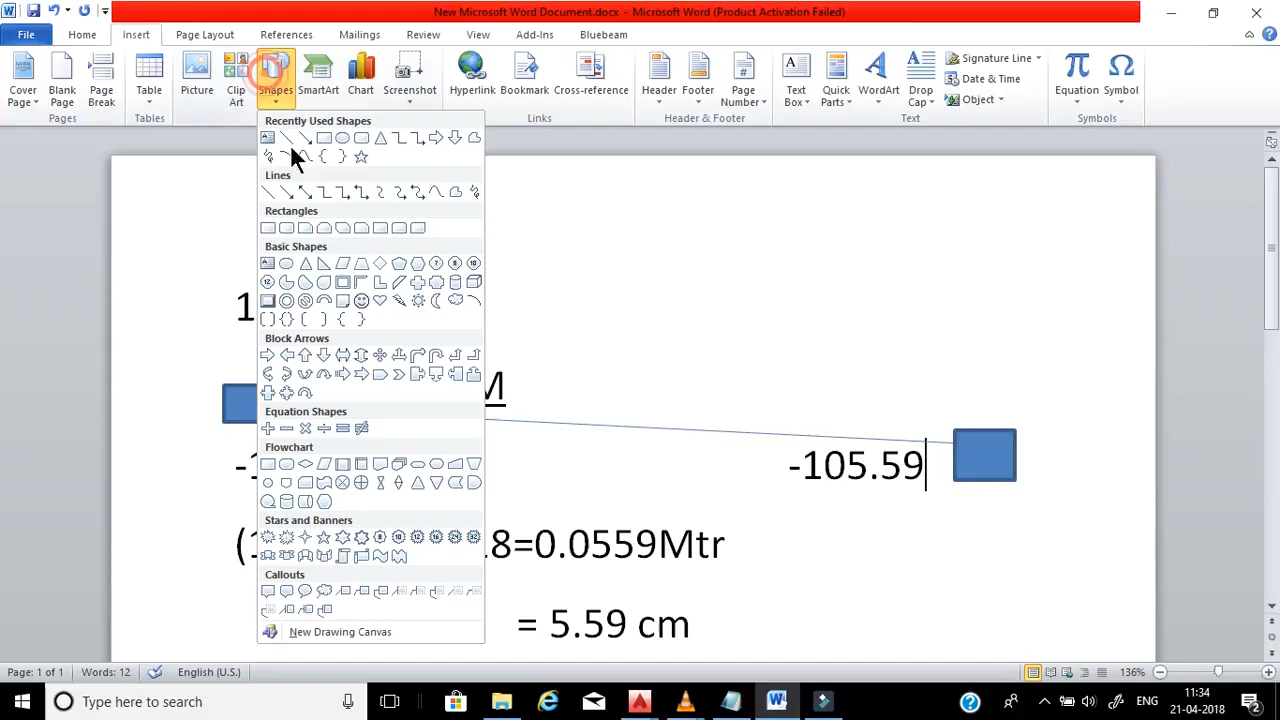 New Microsoft Word Document.docx - Microsoft Word (Product Activation Failed)
File Home Insert Page Layout References Mailings Review View Add-Ins Bluebeam
Cover Page
Blank Page
Page Break
Table
Picture
Clip Art
Shapes
SmartArt
Chart
Screenshot
Hyperlink
Bookmark
Cross-reference
Header
Footer
Page Number
Text Box
Quick Parts
WordArt
Drop Cap
Signature Line
Date & Time
Object
Equation
Symbol
Pages Tables Links Header & Footer Text Symbols
Recently Used Shapes
Lines
Rectangles
Basic Shapes
Block Arrows
Equation Shapes
Flowchart
Stars and Banners
Callouts
New Drawing Canvas
1
M
-1
-105.59
(1
18=0.0559Mtr
= 5.59 cm
Page: 1 of 1 Words: 12 English (U.S.) 136%
Type here to search
ENG
11:34
21-04-2018
2